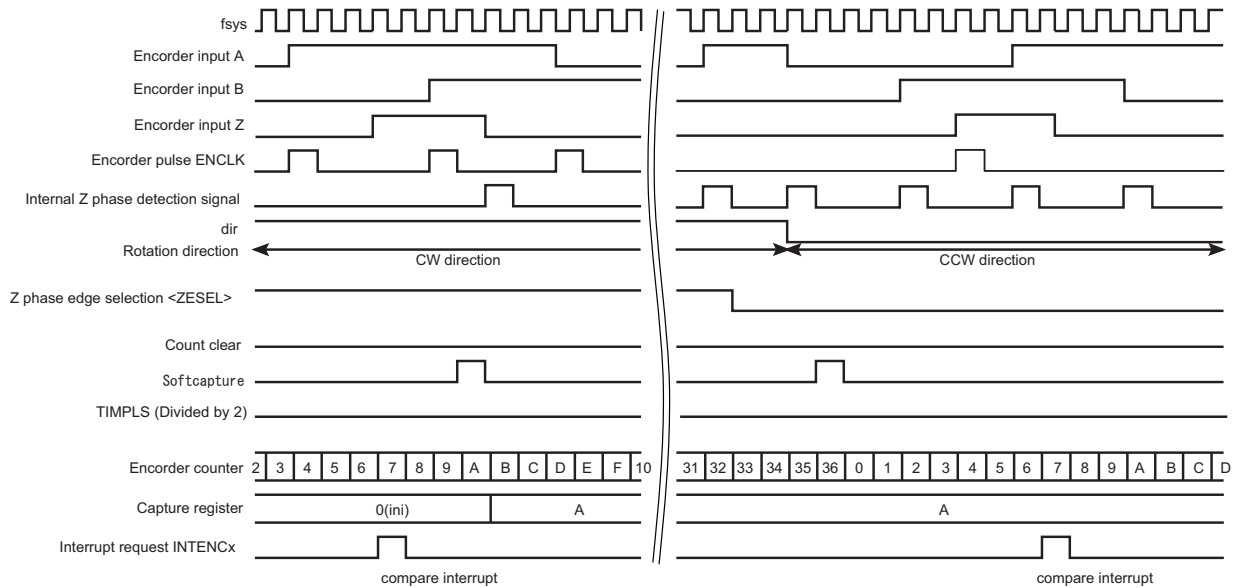 fsys
Encorder input A
Encorder input B
Encorder input Z
Encorder pulse ENCLK
Internal Z phase detection signal
dir
Rotation direction
CW direction
CCW direction
Z phase edge selection <ZESEL>
Count clear
Softcapture
TIMPLS (Divided by 2)
Encorder counter 2 3 4 5 6 7 8 9 A B C D E F 10 31 32 33 34 35 36 0 1 2 3 4 5 6 7 8 9 A B C D
Capture register 0(ini) A A
Interrupt request INTENCx
compare interrupt compare interrupt